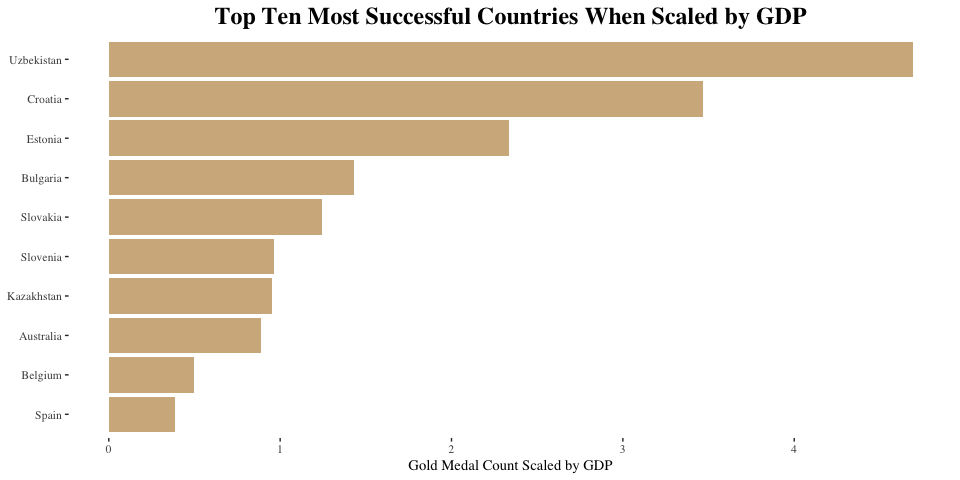 Top Ten Most Successful Countries When Scaled by GDP
Uzbekistan
Croatia
Estonia
Bulgaria
Slovakia
Slovenia
Kazakhstan
Australia
Belgium
Spain
0 1 2 3 4
Gold Medal Count Scaled by GDP